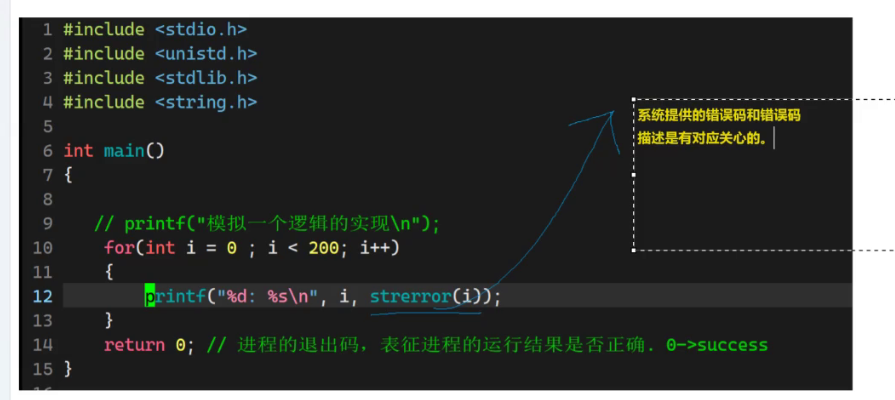 1 #include <stdio.h>
2 #include <unistd.h>
3 #include <stdlib.h>
4 #include <string.h>
5
6 int main()
7 {
8
9 // printf("模拟一个逻辑的实现\n");
10 for(int i = 0 ; i < 200; i++)
11 {
12 printf("%d: %s\n", i, strerror(i));
13 }
14 return 0; // 进程的退出码，表征进程的运行结果是否正确. 0->success
15 }
系统提供的错误码和错误码
描述是有对应关心的。